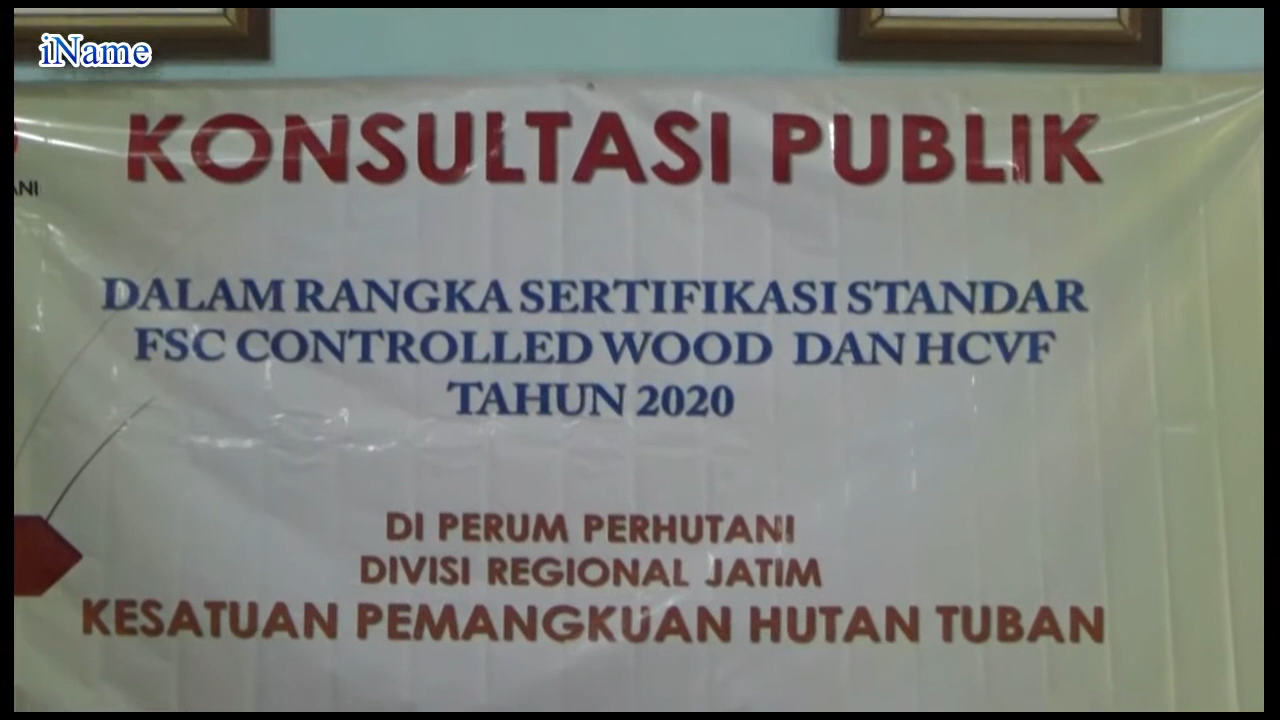 iName
KONSULTASI PUBLIK
ANI
DALAM RANGKA SERTIFIKASI STANDAR
FSC CONTROLLED WOOD DAN HCVF
TAHUN 2020
DI PERUM PERHUTANI
DIVISI REGIONAL JATIM
KESATUAN PEMANGKUAN HUTAN TUBAN